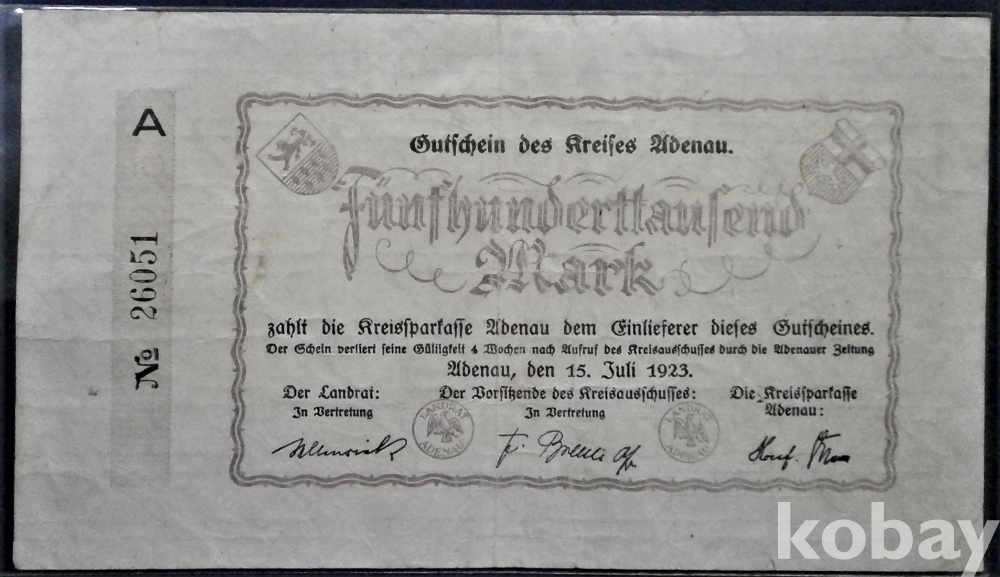 A
№ 26051
Gutschein des Kreises Adenau.
Fünfhunderttausend
Mark
zahlt die Kreissparkasse Adenau dem Einlieferer dieses Gutscheines.
Der Schein verliert seine Gültigkeit 4 Wochen nach Aufruf des Kreisausschusses durch die Adenauer Zeitung
Adenau, den 15. Juli 1923.
Der Landrat: Der Vorsitzende des Kreisausschusses: Die Kreissparkasse
In Vertretung In Vertretung Adenau:
LANDRAT ADENAU LANDRAT ADENAU
kobay